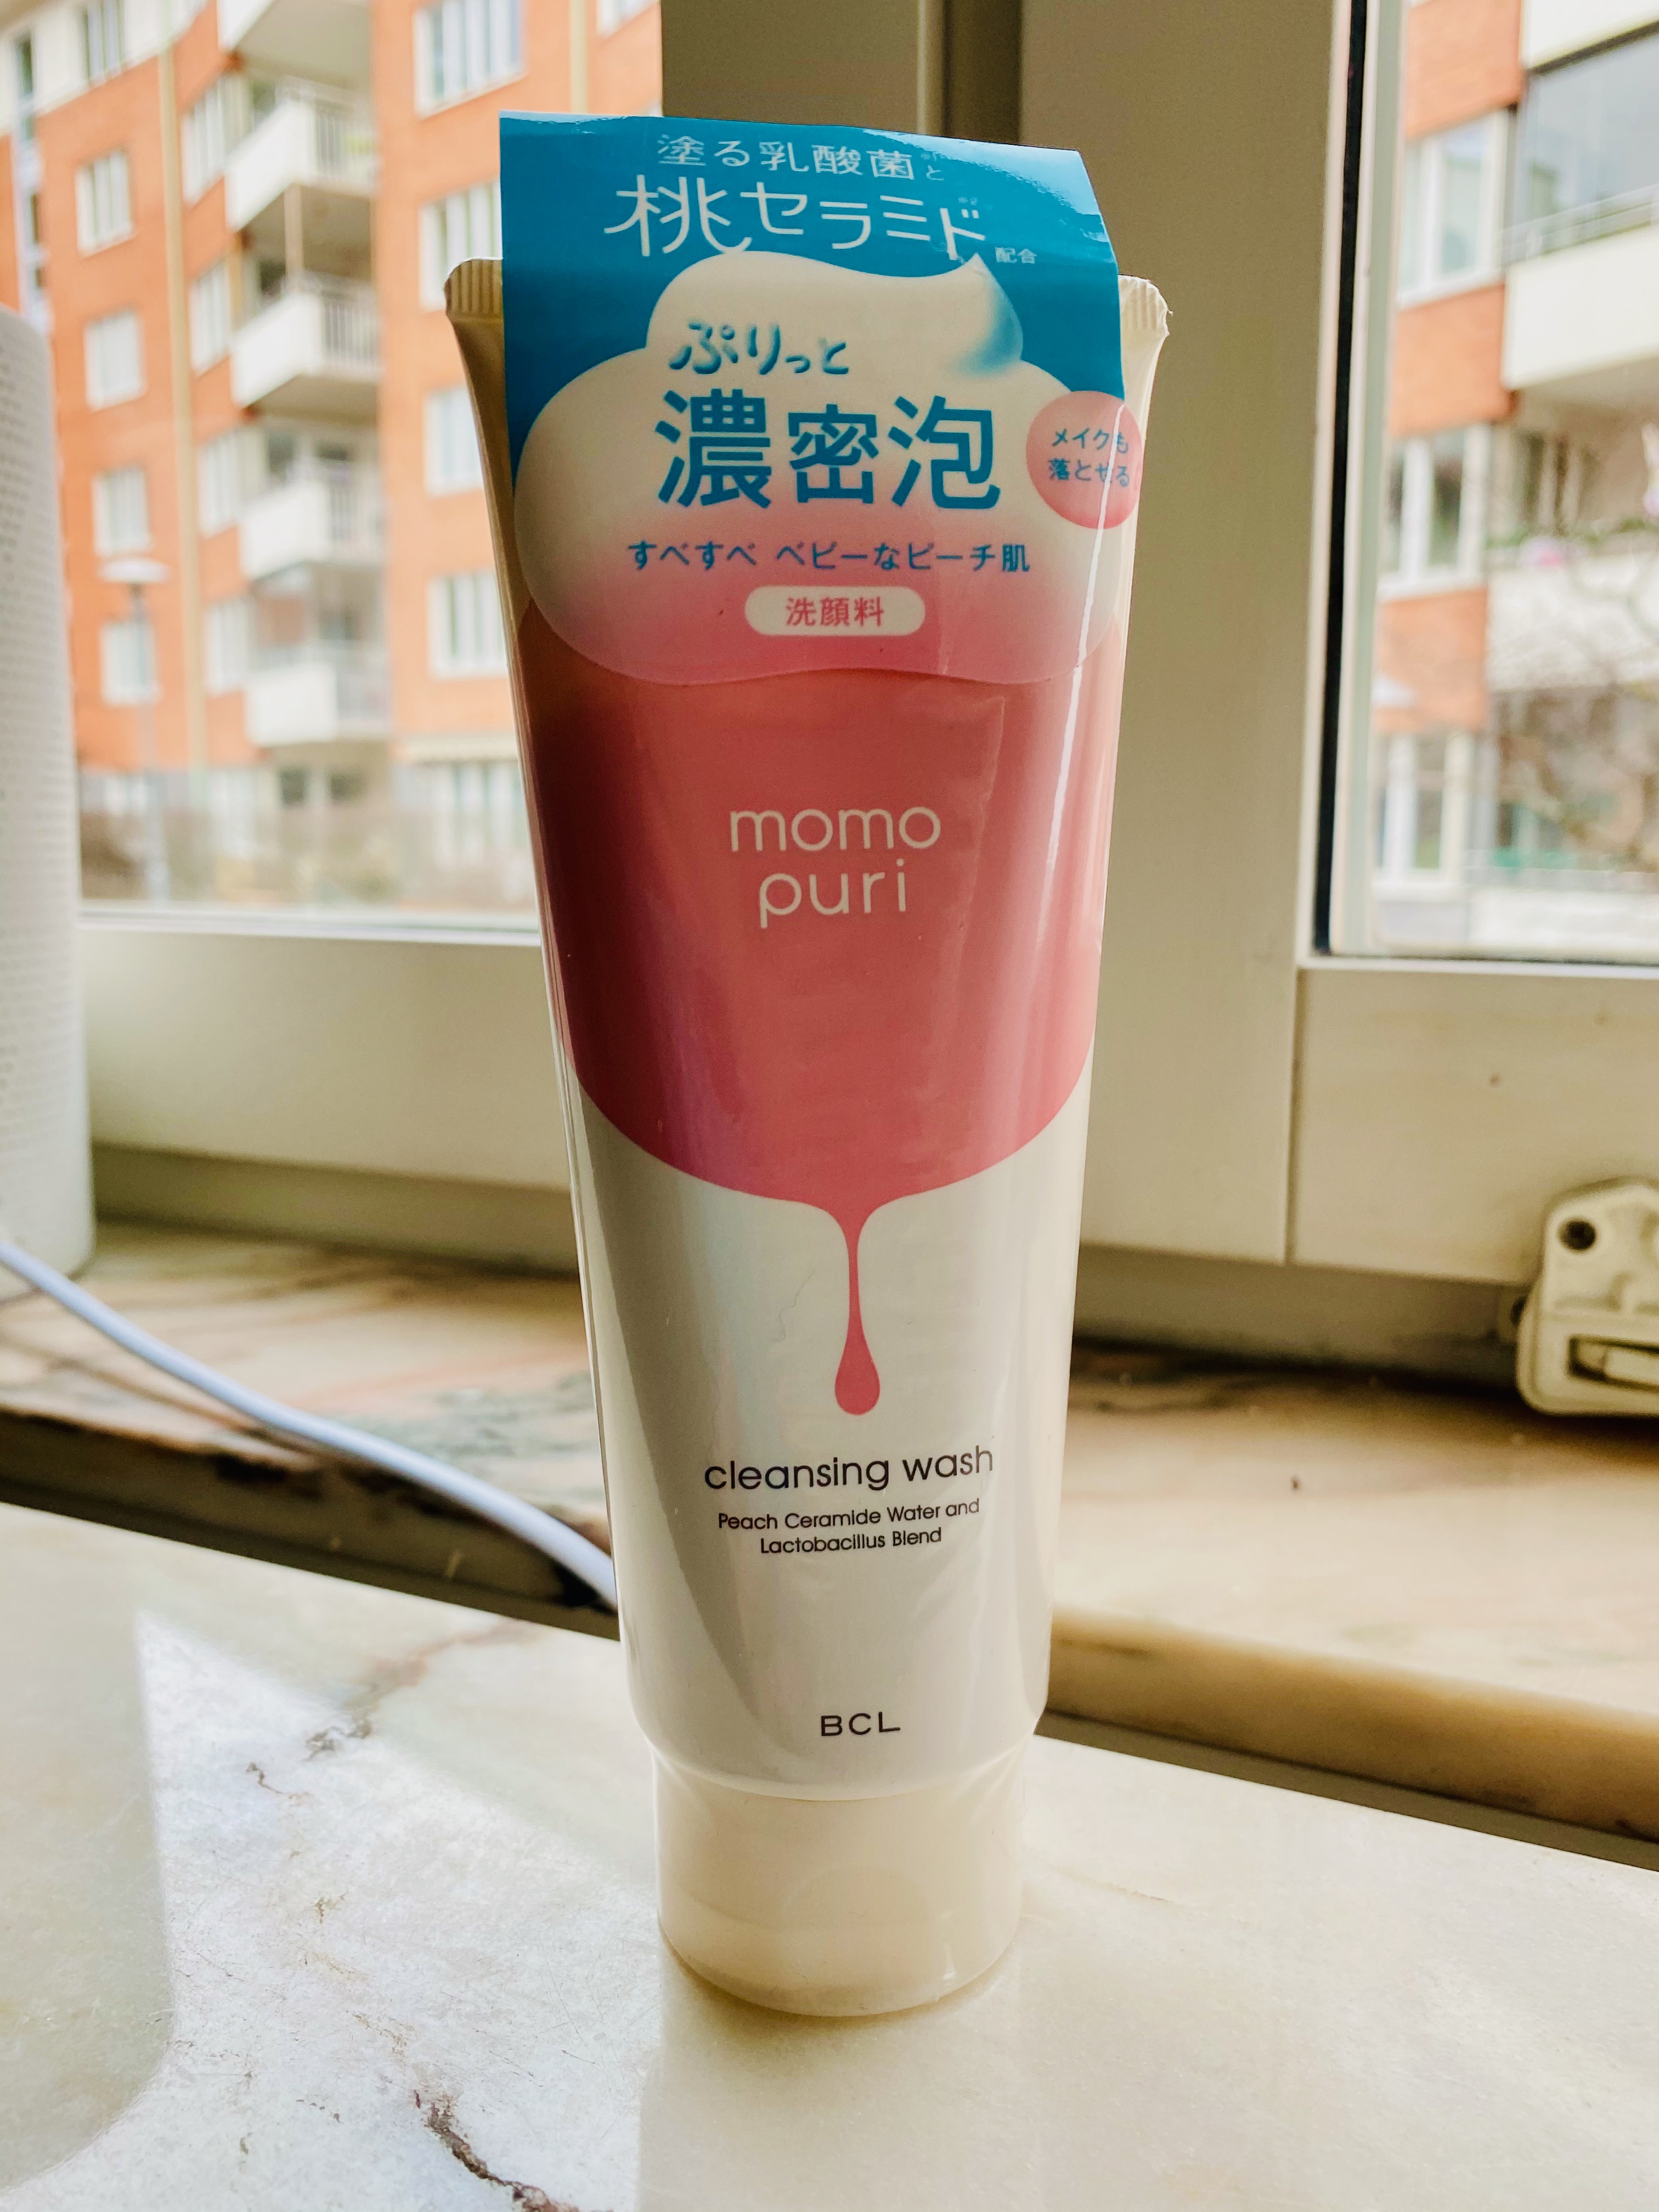 塗る乳酸菌と
桃セラミド配合
ぷりっと
濃密泡
メイクも
落とせる
すべすべ ベビーなピーチ肌
洗顔料
momo
puri
cleansing wash
Peach Ceramide Water and
Lactobacillus Blend
BCL